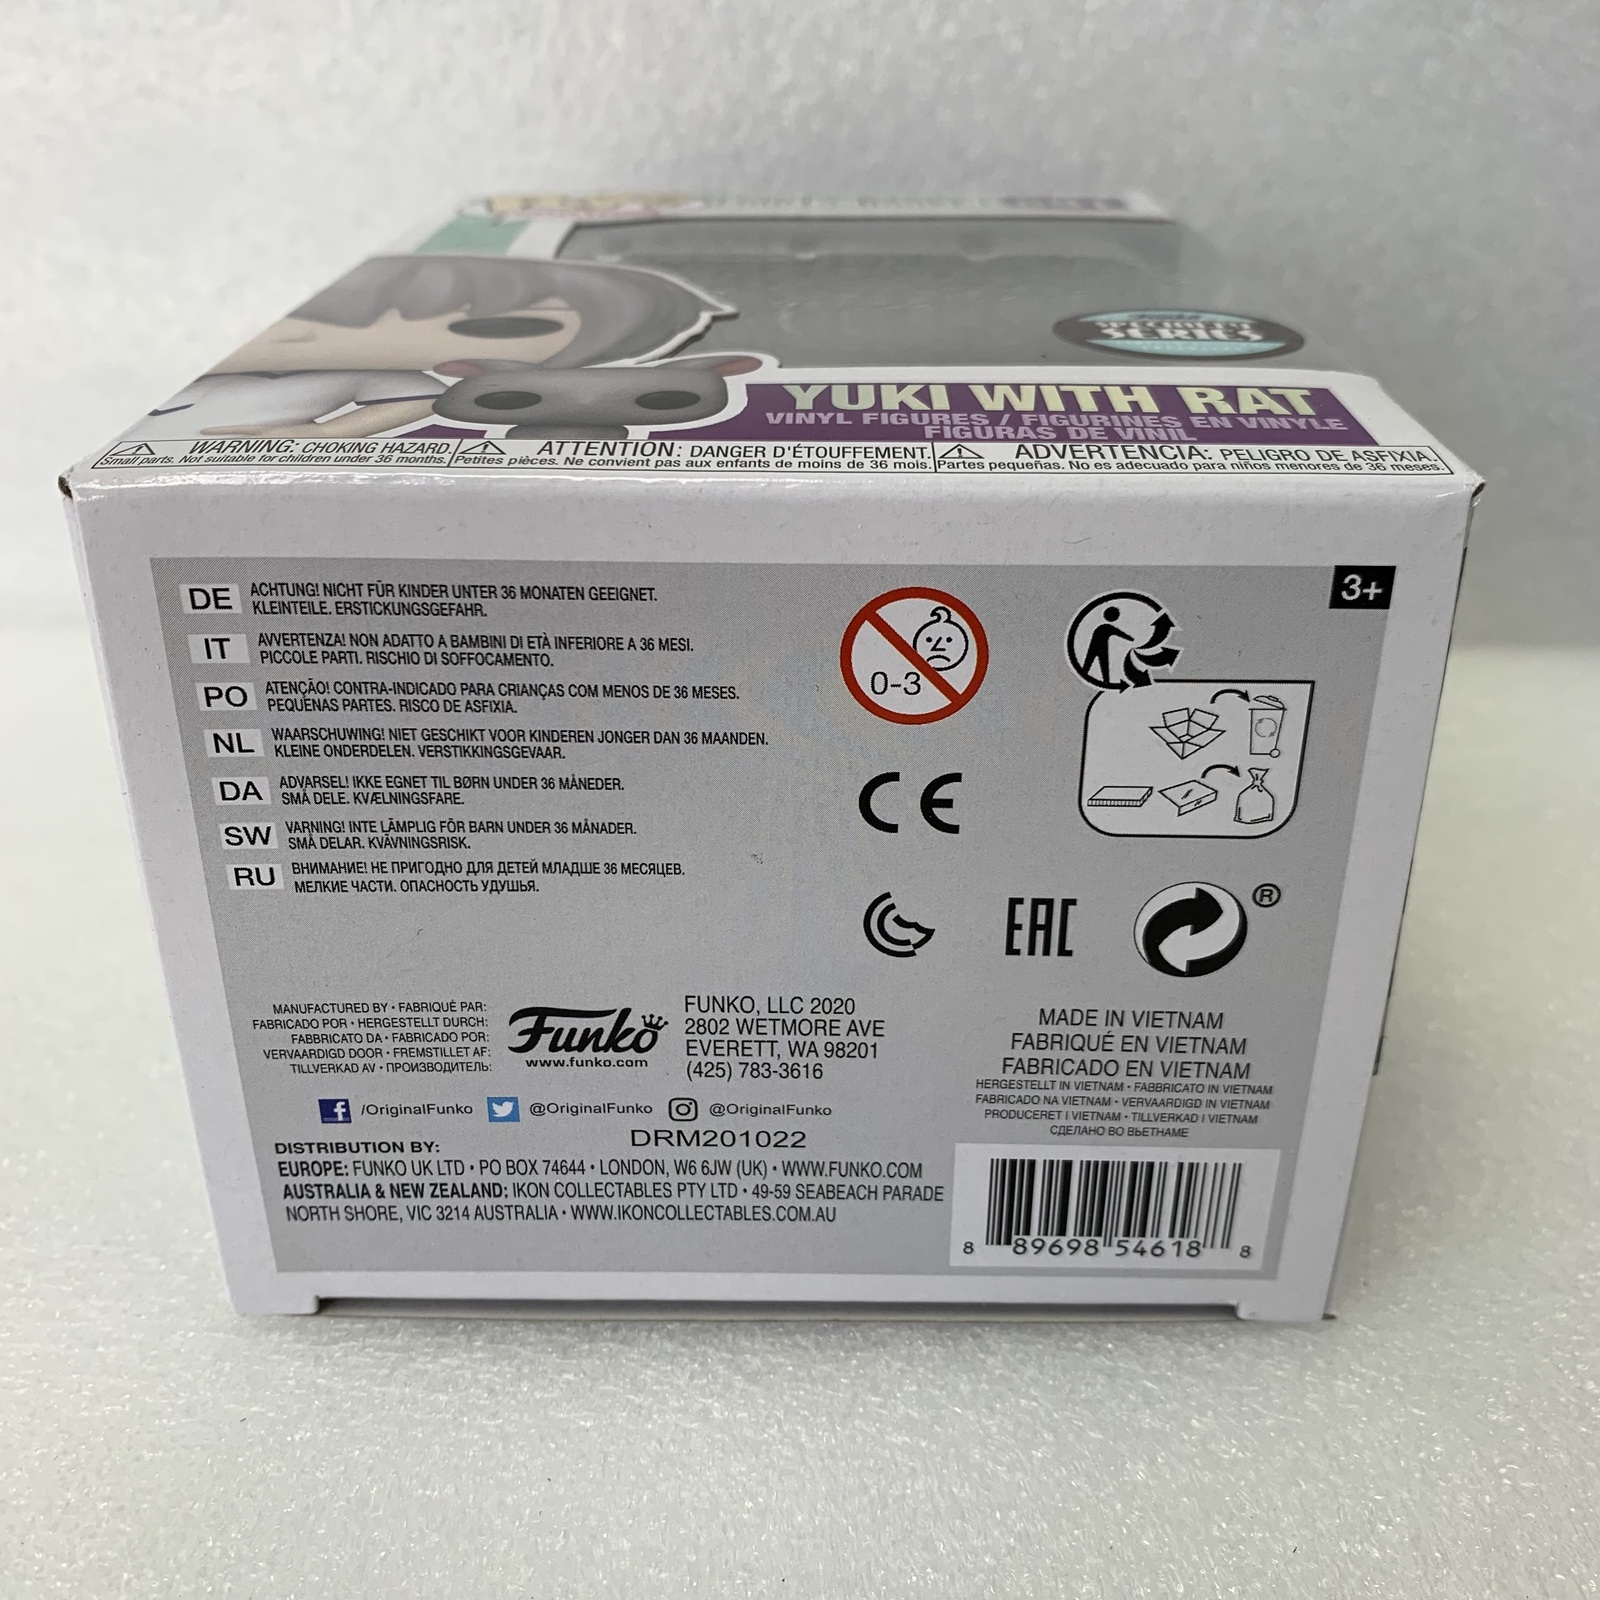 SPECIALTY
SERIES
YUKI WITH RAT
VINYL FIGURES / FIGURINES EN VINYLE
FIGURAS DE VINIL
WARNING: CHOKING HAZARD.
Small parts. Not suitable for children under 36 months.
ATTENTION: DANGER D'ÉTOUFFEMENT.
Petites pièces. Ne convient pas aux enfants de moins de 36 mois.
ADVERTENCIA: PELIGRO DE ASFIXIA.
Partes pequeñas. No es adecuado para niños menores de 36 meses.
3+
DE ACHTUNG! NICHT FÜR KINDER UNTER 36 MONATEN GEEIGNET.
KLEINTEILE. ERSTICKUNGSGEFAHR.
IT AVVERTENZA! NON ADATTO A BAMBINI DI ETÀ INFERIORE A 36 MESI.
PICCOLE PARTI. RISCHIO DI SOFFOCAMENTO.
PO ATENÇÃO! CONTRA-INDICADO PARA CRIANÇAS COM MENOS DE 36 MESES.
PEQUENAS PARTES. RISCO DE ASFIXIA.
NL WAARSCHUWING! NIET GESCHIKT VOOR KINDEREN JONGER DAN 36 MAANDEN.
KLEINE ONDERDELEN. VERSTIKKINGSGEVAAR.
DA ADVARSEL! IKKE EGNET TIL BØRN UNDER 36 MÅNEDER.
SMÅ DELE. KVÆLNINGSFARE.
SW VARNING! INTE LÄMPLIG FÖR BARN UNDER 36 MÅNADER.
SMÅ DELAR. KVÄVNINGSRISK.
RU ВНИМАНИЕ! НЕ ПРИГОДНО ДЛЯ ДЕТЕЙ МЛАДШЕ 36 МЕСЯЦЕВ.
МЕЛКИЕ ЧАСТИ. ОПАСНОСТЬ УДУШЬЯ.
0-3
CE
EAC
®
MANUFACTURED BY • FABRIQUÉ PAR:
FABRICADO POR • HERGESTELLT DURCH:
FABBRICATO DA • FABRICADO POR:
VERVAARDIGD DOOR • FREMSTILLET AF:
TILLVERKAD AV • ПРОИЗВОДИТЕЛЬ:
Funko
www.funko.com
FUNKO, LLC 2020
2802 WETMORE AVE
EVERETT, WA 98201
(425) 783-3616
f /OriginalFunko @OriginalFunko @OriginalFunko
DRM201022
DISTRIBUTION BY:
EUROPE: FUNKO UK LTD • PO BOX 74644 • LONDON, W6 6JW (UK) • WWW.FUNKO.COM
AUSTRALIA & NEW ZEALAND: IKON COLLECTABLES PTY LTD • 49-59 SEABEACH PARADE
NORTH SHORE, VIC 3214 AUSTRALIA • WWW.IKONCOLLECTABLES.COM.AU
MADE IN VIETNAM
FABRIQUÉ EN VIETNAM
FABRICADO EN VIETNAM
HERGESTELLT IN VIETNAM • FABBRICATO IN VIETNAM
FABRICADO NA VIETNAM • VERVAARDIGD IN VIETNAM
PRODUCERET I VIETNAM • TILLVERKAD I VIETNAM
СДЕЛАНО ВО ВЬЕТНАМЕ
8 89698 54618 8